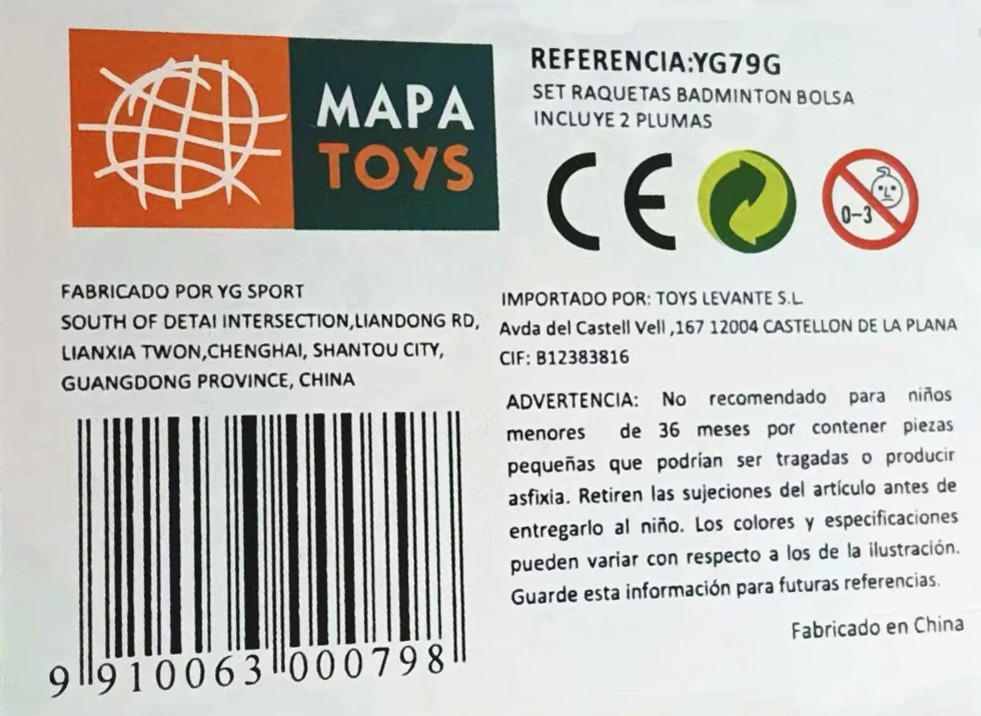 MAPA
TOYS
REFERENCIA:YG79G
SET RAQUETAS BADMINTON BOLSA
INCLUYE 2 PLUMAS
CE
0-3
FABRICADO POR YG SPORT
SOUTH OF DETAI INTERSECTION,LIANDONG RD,
LIANXIA TWON,CHENGHAI, SHANTOU CITY,
GUANGDONG PROVINCE, CHINA
9 910063 000798
IMPORTADO POR: TOYS LEVANTE S.L
Avda del Castell Vell ,167 12004 CASTELLON DE LA PLANA
CIF: B12383816
ADVERTENCIA: No recomendado para niños
menores de 36 meses por contener piezas
pequeñas que podrían ser tragadas o producir
asfixia. Retiren las sujeciones del artículo antes de
entregarlo al niño. Los colores y especificaciones
pueden variar con respecto a los de la ilustración.
Guarde esta información para futuras referencias.
Fabricado en China